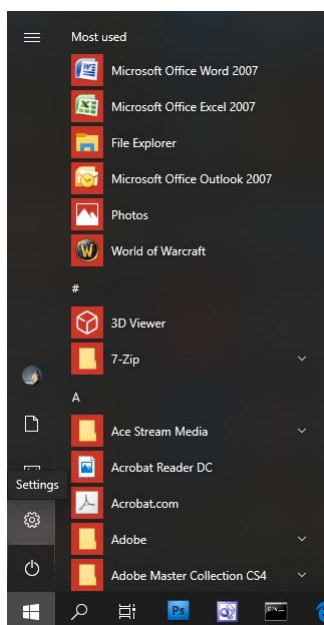 Most used
Microsoft Office Word 2007
Microsoft Office Excel 2007
File Explorer
Microsoft Office Outlook 2007
Photos
World of Warcraft
#
3D Viewer
7-Zip
A
Ace Stream Media
Acrobat Reader DC
Settings
Acrobat.com
Adobe
Adobe Master Collection CS4
Ps